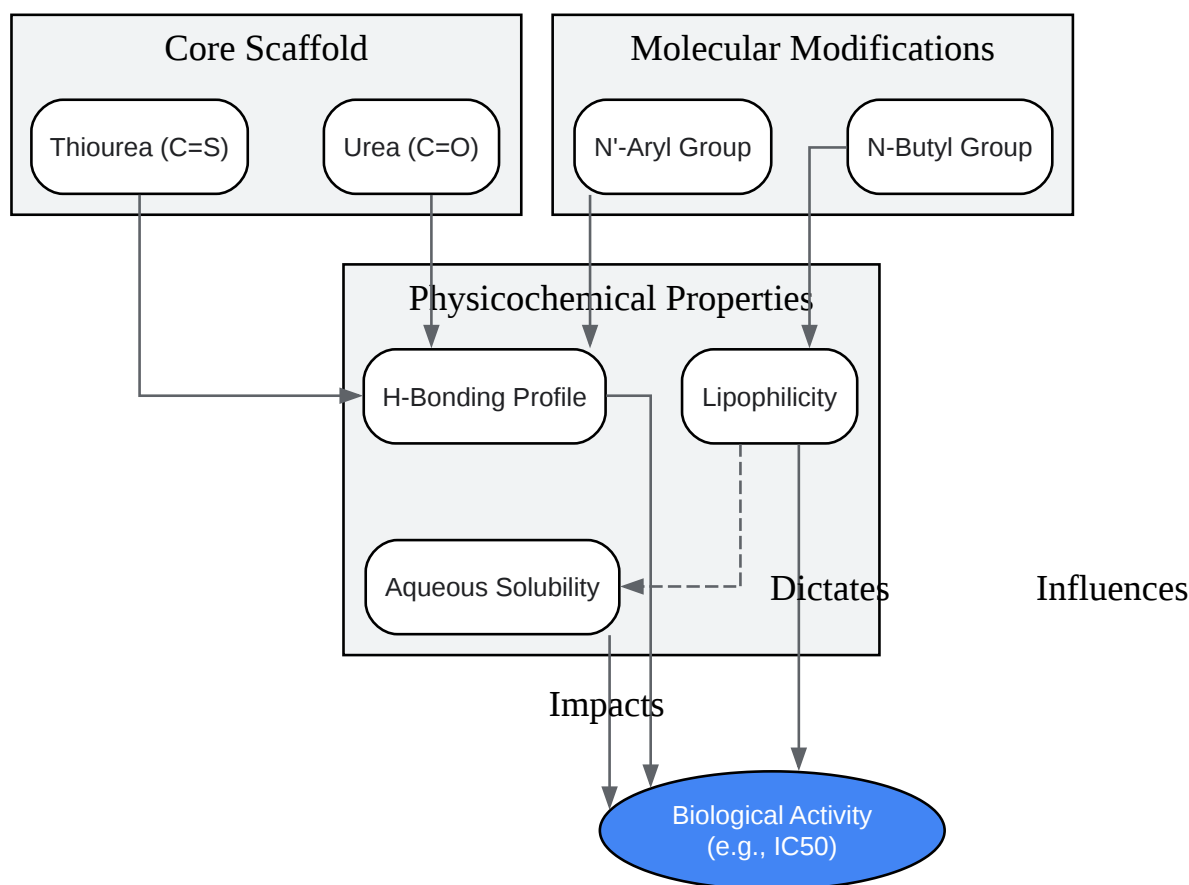 Core Scaffold
Molecular Modifications
Thiourea (C=S)
Urea (C=O)
N'-Aryl Group
N-Butyl Group
Physicochemical Properties
H-Bonding Profile
Lipophilicity
Aqueous Solubility
Dictates
Influences
Impacts
Biological Activity
(e.g., IC50)